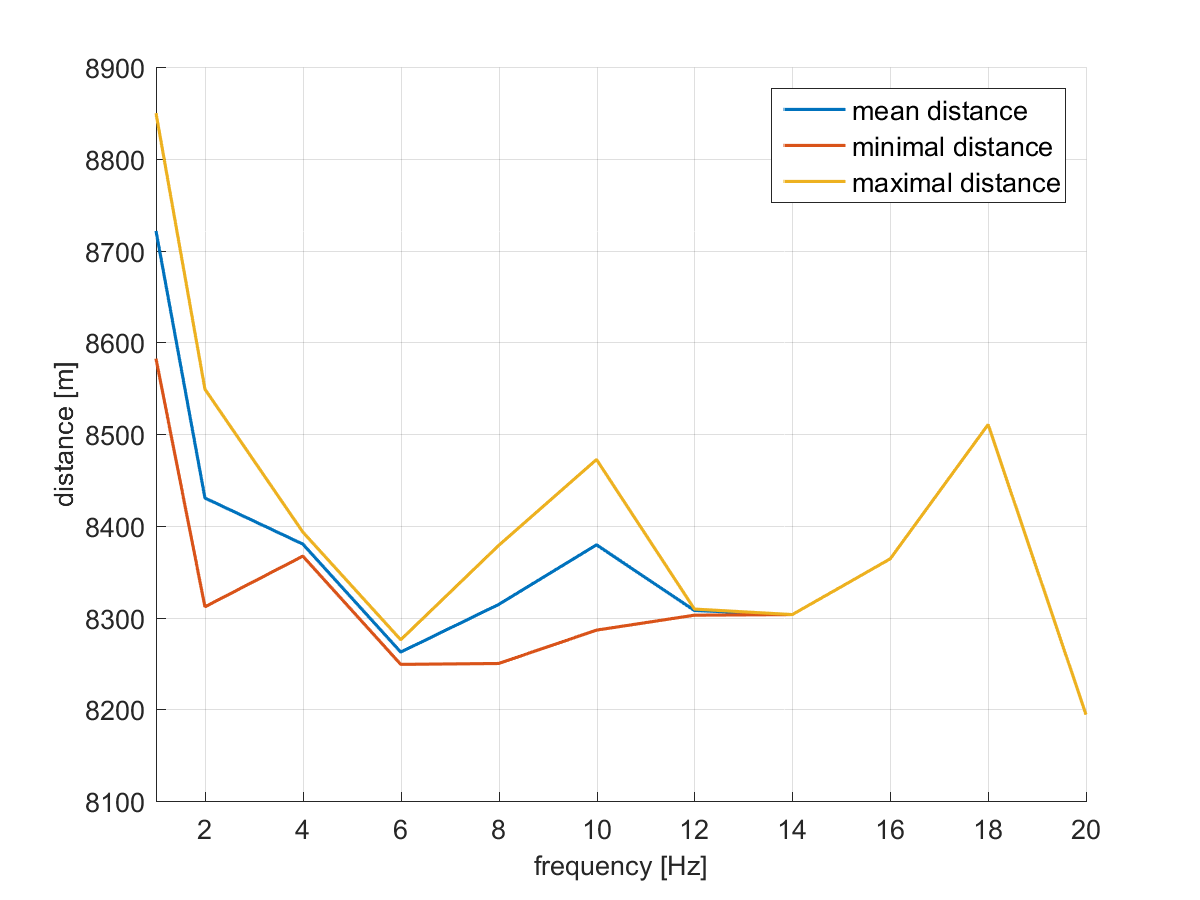 8900
8800
8700
8600
8500
8400
8300
8200
8100
distance [m]
mean distance
minimal distance
maximal distance
2 4 6 8 10 12 14 16 18 20
frequency [Hz]